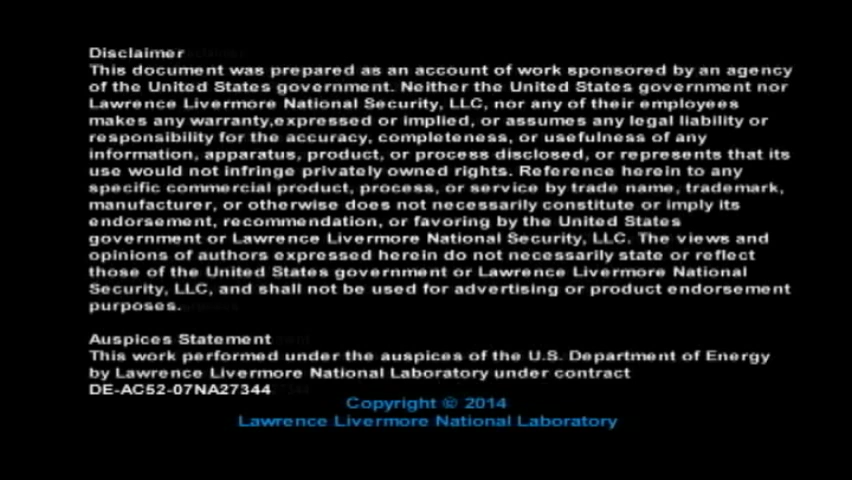 Disclaimer
This document was prepared as an account of work sponsored by an agency
of the United States government. Neither the United States government nor
Lawrence Livermore National Security, LLC, nor any of their employees
makes any warranty,expressed or implied, or assumes any legal liability or
responsibility for the accuracy, completeness, or usefulness of any
information, apparatus, product, or process disclosed, or represents that its
use would not infringe privately owned rights. Reference herein to any
specific commercial product, process, or service by trade name, trademark,
manufacturer, or otherwise does not necessarily constitute or imply its
endorsement, recommendation, or favoring by the United States
government or Lawrence Livermore National Security, LLC. The views and
opinions of authors expressed herein do not necessarily state or reflect
those of the United States government or Lawrence Livermore National
Security, LLC, and shall not be used for advertising or product endorsement
purposes.
Auspices Statement
This work performed under the auspices of the U.S. Department of Energy
by Lawrence Livermore National Laboratory under contract
DE-AC52-07NA27344
Copyright © 2014
Lawrence Livermore National Laboratory